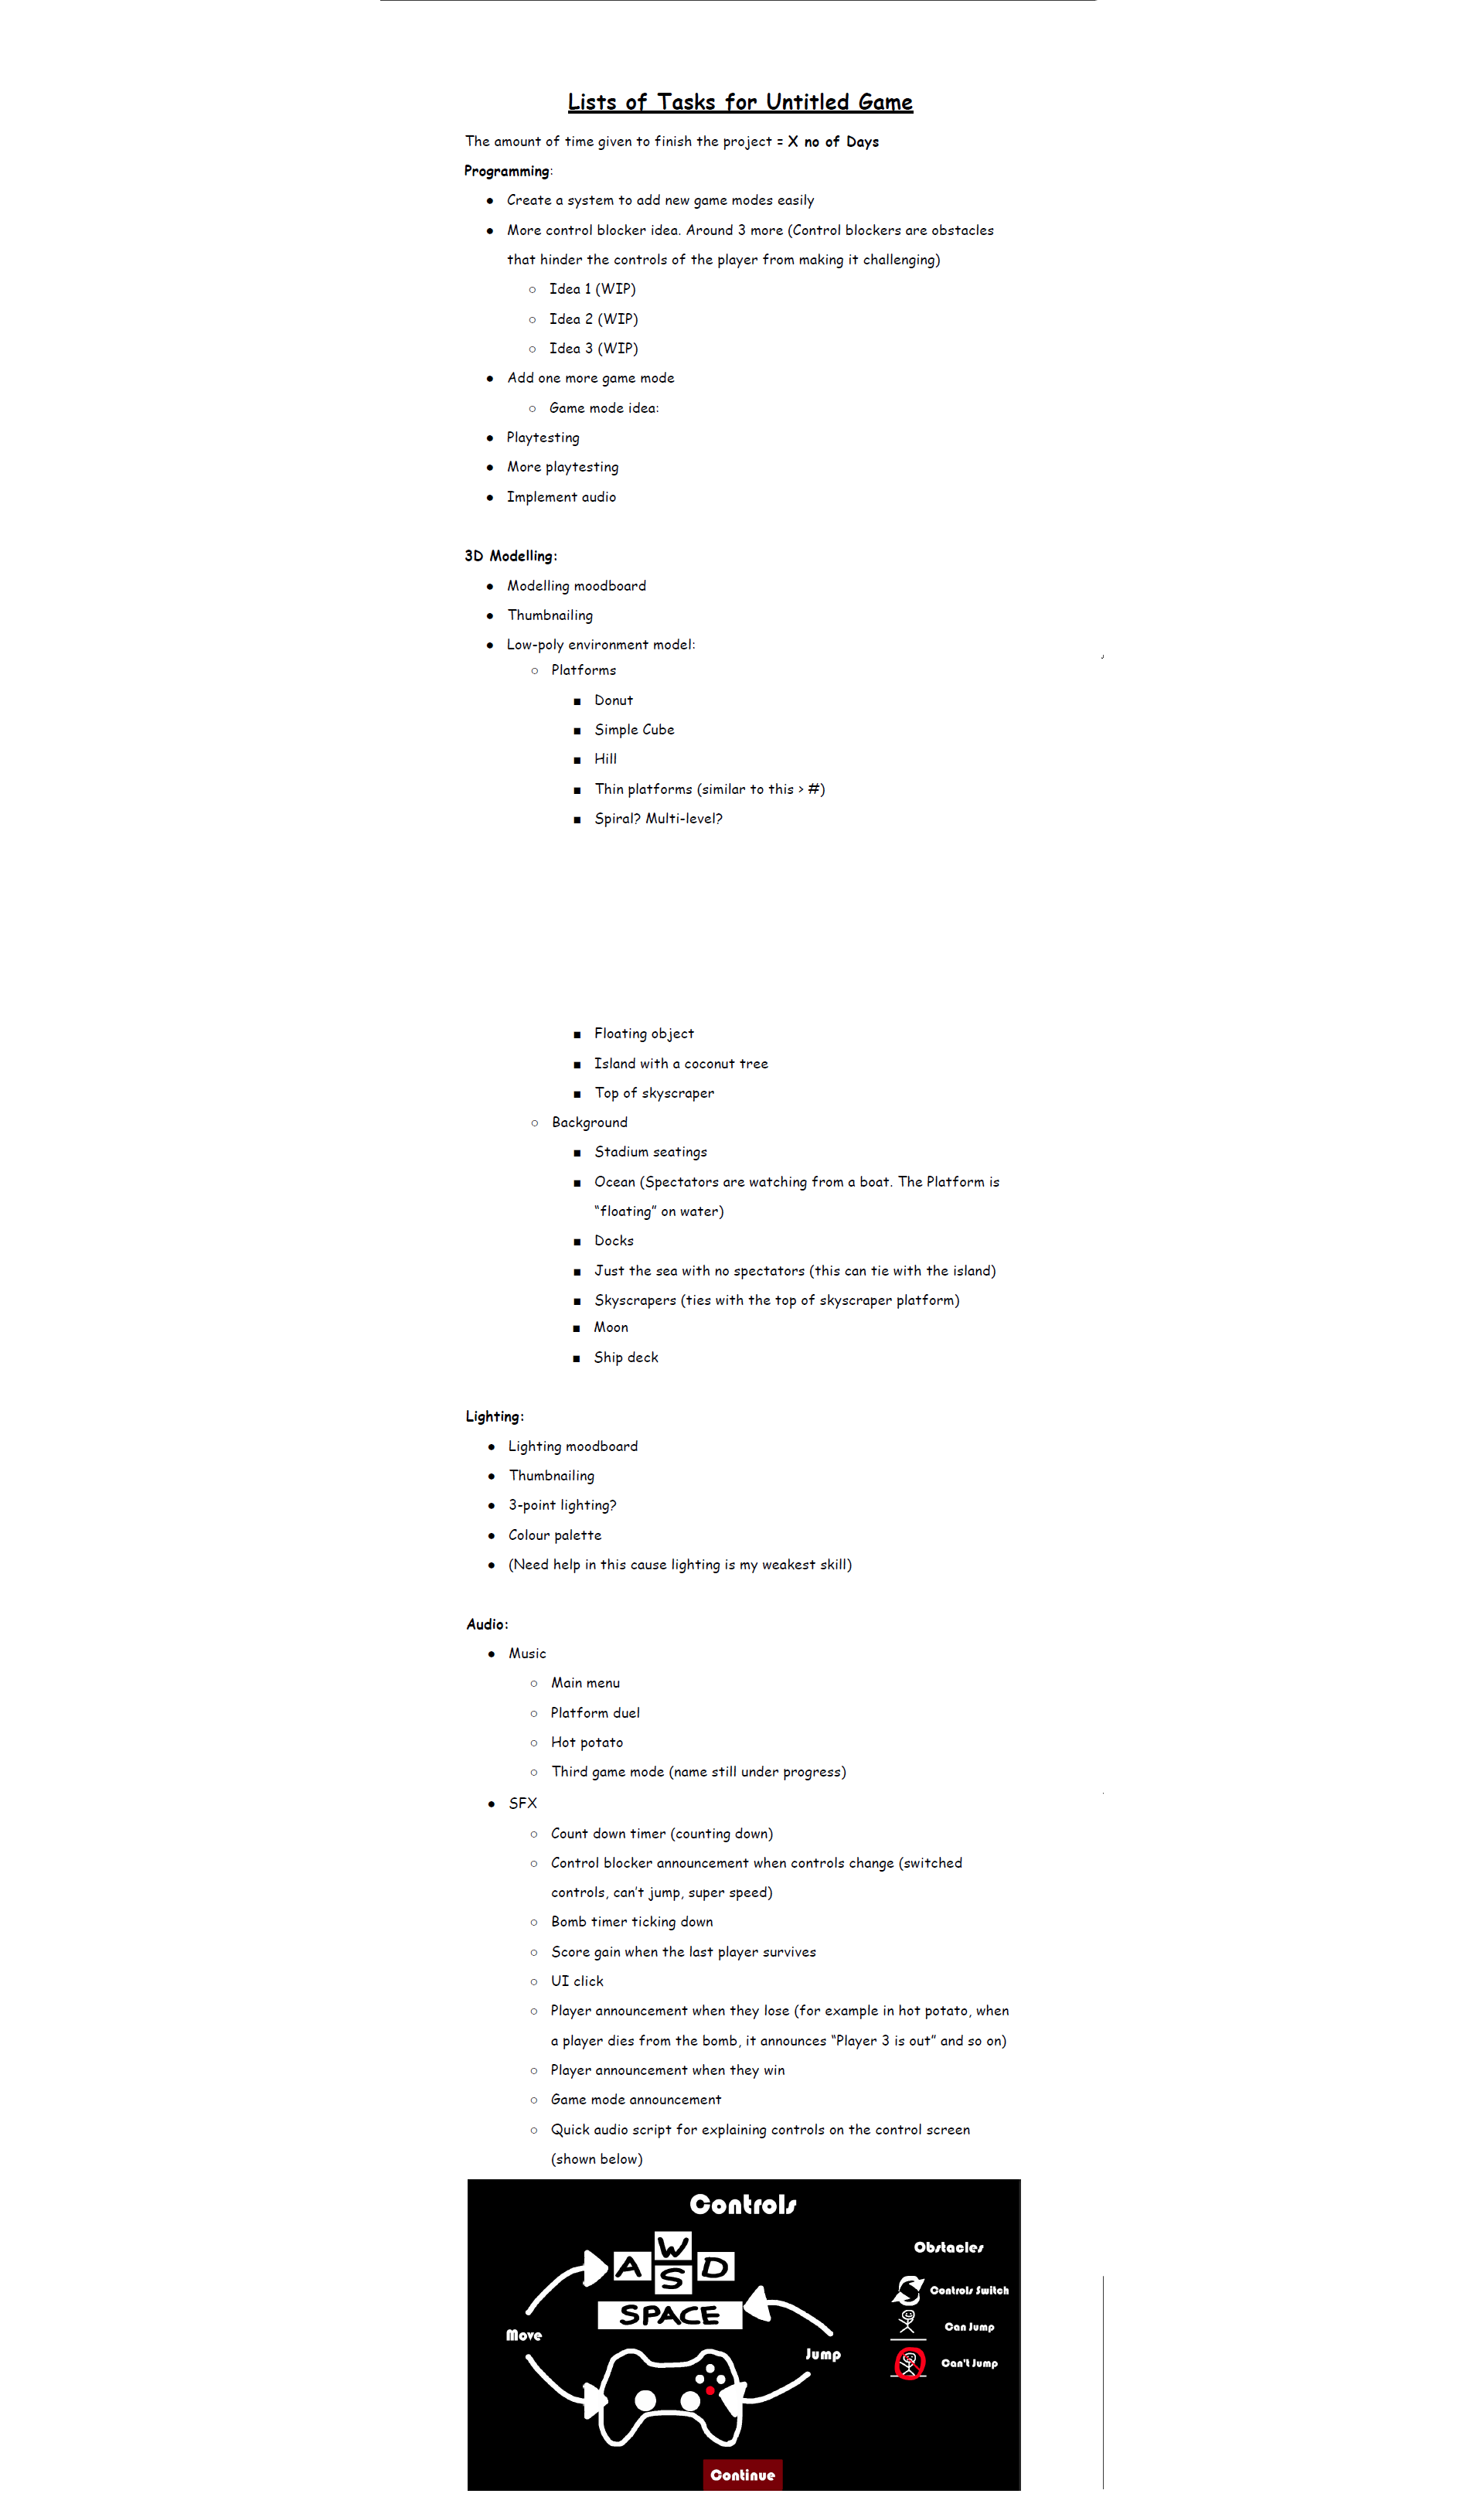 Lists of Tasks for Untitled Game
The amount of time given to finish the project = X no of Days
Programming:
● Create a system to add new game modes easily
● More control blocker idea. Around 3 more (Control blockers are obstacles
that hinder the controls of the player from making it challenging)
○ Idea 1 (WIP)
○ Idea 2 (WIP)
○ Idea 3 (WIP)
● Add one more game mode
○ Game mode idea:
● Playtesting
● More playtesting
● Implement audio
3D Modelling:
● Modelling moodboard
● Thumbnailing
● Low-poly environment model:
○ Platforms
■ Donut
■ Simple Cube
■ Hill
■ Thin platforms (similar to this > #)
■ Spiral? Multi-level?
■ Floating object
■ Island with a coconut tree
■ Top of skyscraper
○ Background
■ Stadium seatings
■ Ocean (Spectators are watching from a boat. The Platform is
“floating” on water)
■ Docks
■ Just the sea with no spectators (this can tie with the island)
■ Skyscrapers (ties with the top of skyscraper platform)
■ Moon
■ Ship deck
Lighting:
● Lighting moodboard
● Thumbnailing
● 3-point lighting?
● Colour palette
● (Need help in this cause lighting is my weakest skill)
Audio:
● Music
○ Main menu
○ Platform duel
○ Hot potato
○ Third game mode (name still under progress)
● SFX
○ Count down timer (counting down)
○ Control blocker announcement when controls change (switched
controls, can’t jump, super speed)
○ Bomb timer ticking down
○ Score gain when the last player survives
○ UI click
○ Player announcement when they lose (for example in hot potato, when
a player dies from the bomb, it announces “Player 3 is out” and so on)
○ Player announcement when they win
○ Game mode announcement
○ Quick audio script for explaining controls on the control screen
(shown below)
Controls
W
A S D
SPACE
Move
Jump
Obstacles
Controls Switch
Can Jump
Can't Jump
Continue